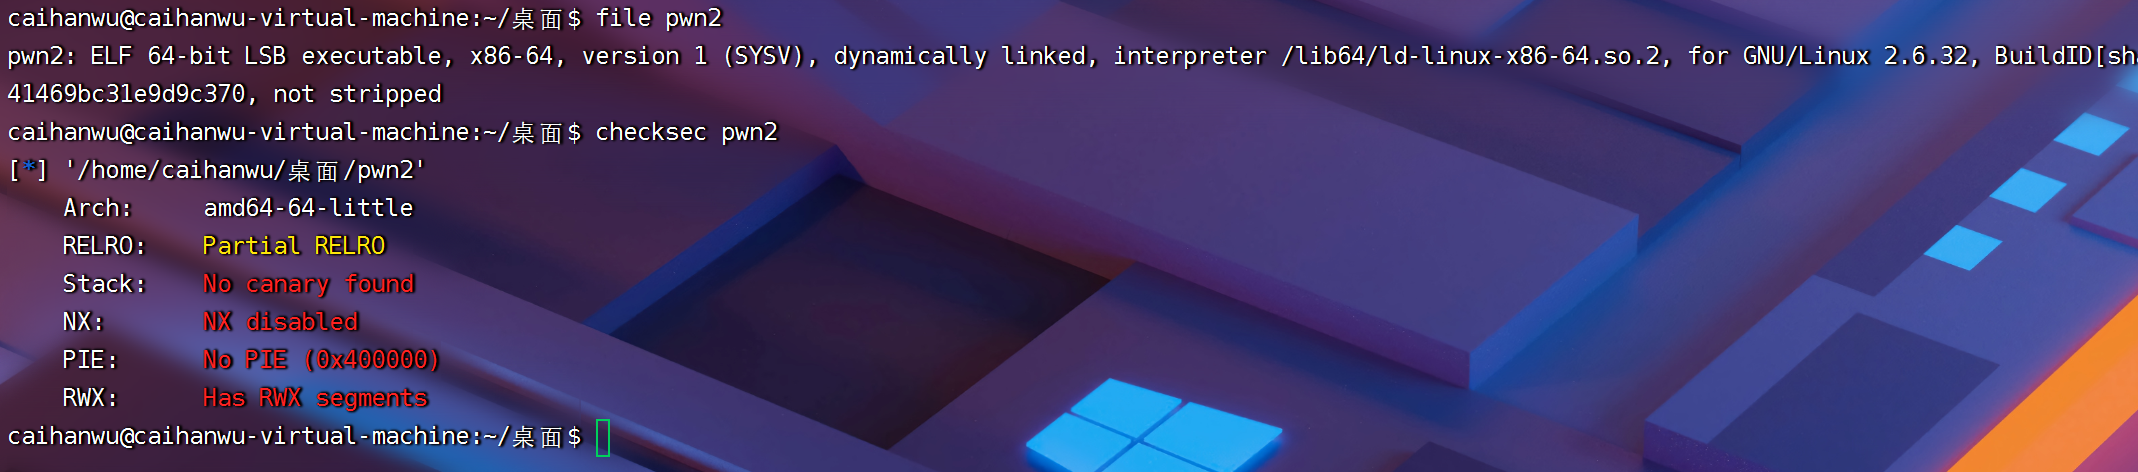 caihanwu@caihanwu-virtual-machine:~/桌面$ file pwn2
pwn2: ELF 64-bit LSB executable, x86-64, version 1 (SYSV), dynamically linked, interpreter /lib64/ld-linux-x86-64.so.2, for GNU/Linux 2.6.32, BuildID[sh
41469bc31e9d9c370, not stripped
caihanwu@caihanwu-virtual-machine:~/桌面$ checksec pwn2
[*] '/home/caihanwu/桌面/pwn2'
Arch: amd64-64-little
RELRO: Partial RELRO
Stack: No canary found
NX: NX disabled
PIE: No PIE (0x400000)
RWX: Has RWX segments
caihanwu@caihanwu-virtual-machine:~/桌面$